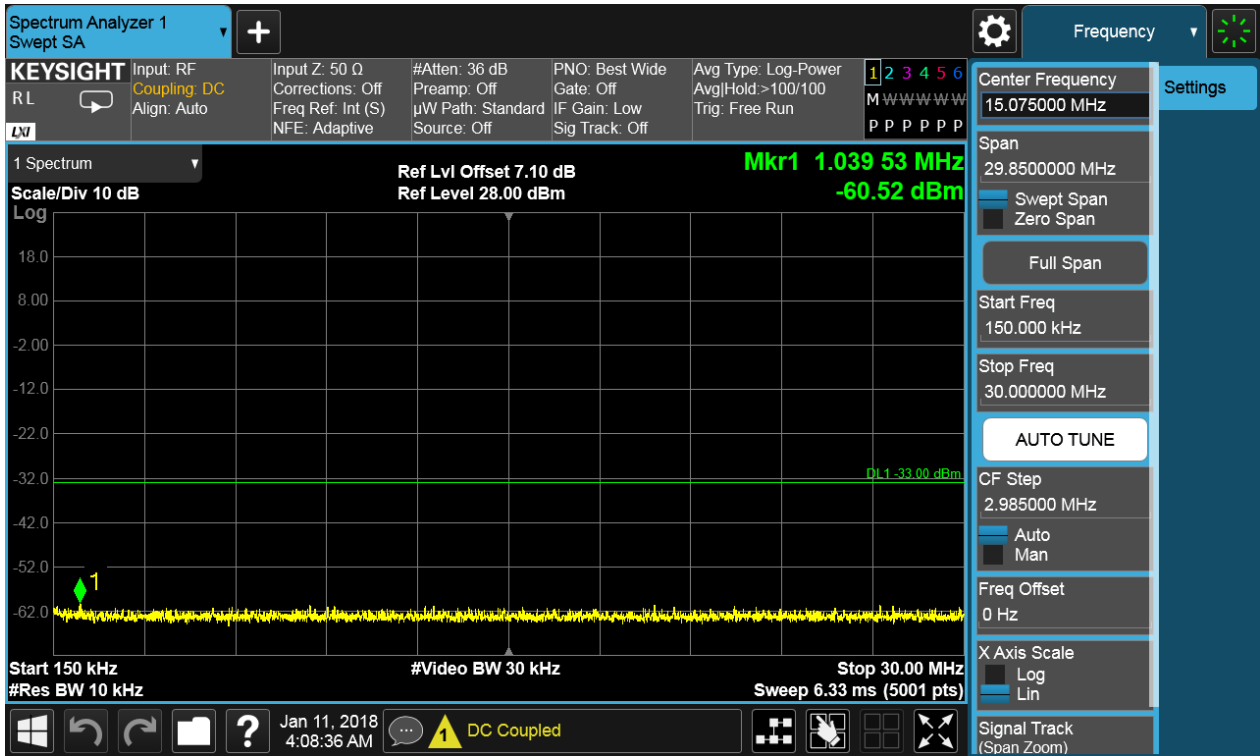 Spectrum Analyzer 1
Swept SA
Frequency
KEYSIGHT
R L
LXI
Input: RF
Coupling: DC
Align: Auto
Input Z: 50 Ω
Corrections: Off
Freq Ref: Int (S)
NFE: Adaptive
#Atten: 36 dB
Preamp: Off
µW Path: Standard
Source: Off
PNO: Best Wide
Gate: Off
IF Gain: Low
Sig Track: Off
Avg Type: Log-Power
Avg|Hold:>100/100
Trig: Free Run
1 2 3 4 5 6
M W W W W W
P P P P P P
1 Spectrum
Scale/Div 10 dB
Ref Lvl Offset 7.10 dB
Ref Level 28.00 dBm
Mkr1 1.039 53 MHz
-60.52 dBm
Log
18.0
8.00
-2.00
-12.0
-22.0
-32.0
-42.0
-52.0
-62.0
DL1 -33.00 dBm
1
Start 150 kHz
#Video BW 30 kHz
Stop 30.00 MHz
#Res BW 10 kHz
Sweep 6.33 ms (5001 pts)
?
Jan 11, 2018
4:08:36 AM
1
DC Coupled
Center Frequency
15.075000 MHz
Span
29.8500000 MHz
Swept Span
Zero Span
Full Span
Start Freq
150.000 kHz
Stop Freq
30.000000 MHz
AUTO TUNE
CF Step
2.985000 MHz
Auto
Man
Freq Offset
0 Hz
X Axis Scale
Log
Lin
Signal Track
(Span Zoom)
Settings